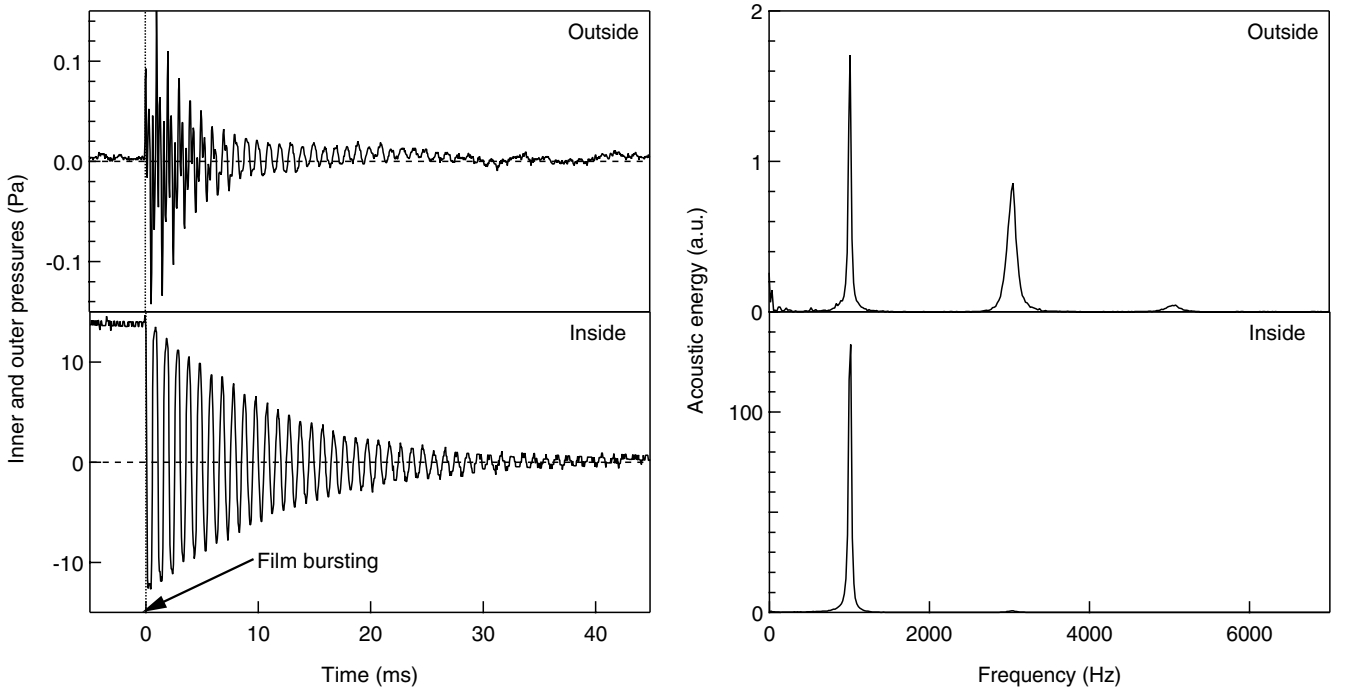 Inner and outer pressures (Pa)
Outside
0.1
0.0
-0.1
Inside
10
0
-10
Film bursting
0 10 20 30 40
Time (ms)
Acoustic energy (a.u.)
2
Outside
1
0
Inside
100
0
0 2000 4000 6000
Frequency (Hz)